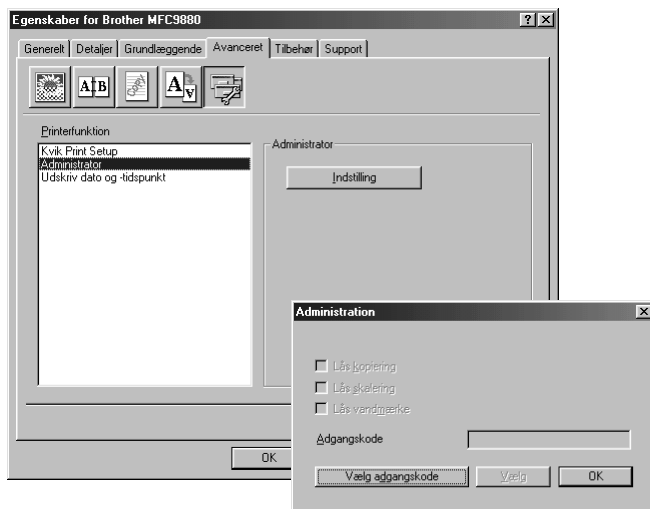 Egenskaber for Brother MFC9880
Generelt Detaljer Grundlæggende Avanceret Tilbehør Support
A B COPY A A
Printerfunktion
Kvik Print Setup
Administrator
Udskriv dato og -tidspunkt
Administrator
Indstilling
OK
Administration
Lås kopiering
Lås skalering
Lås vandmærke
Adgangskode
Vælg adgangskode Vælg OK